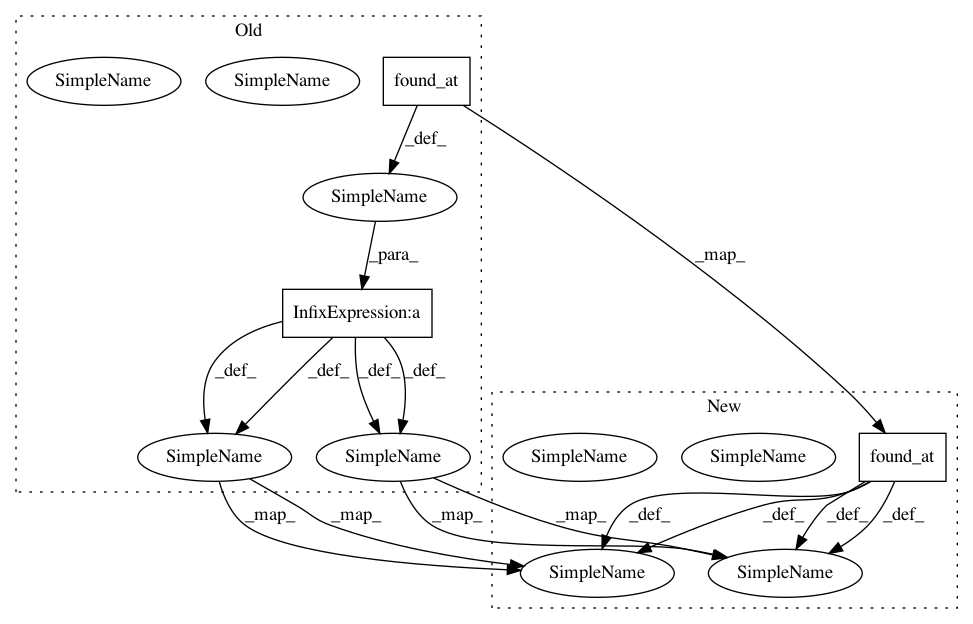 Old
SimpleName
SimpleName
found_at
_def_
SimpleName
_para_
_map_
InfixExpression:a
_def_
_def_
_def_
_def_
New
SimpleName
SimpleName
SimpleName
SimpleName
found_at
_map_
_map_
_map_
_map_
_def_
_def_
_def_
_def_
SimpleName
SimpleName